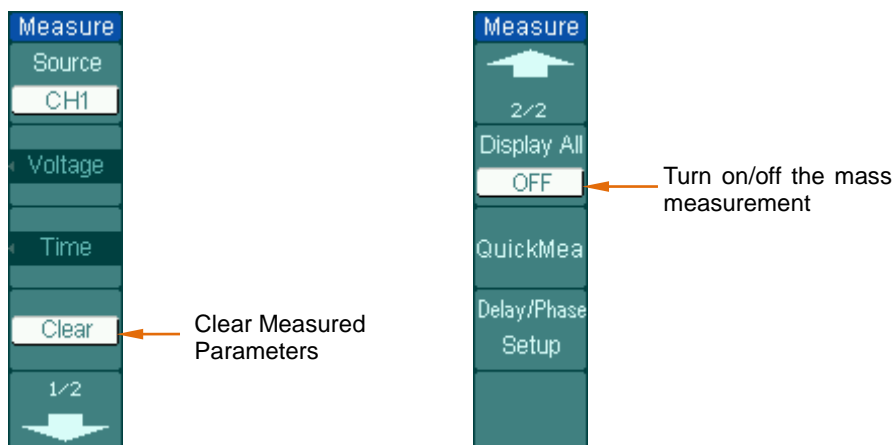 Measure
Source
CH1
Voltage
Time
Clear
1/2
Clear Measured
Parameters
Measure
2/2
Display All
OFF
QuickMea
Delay/Phase
Setup
Turn on/off the mass
measurement